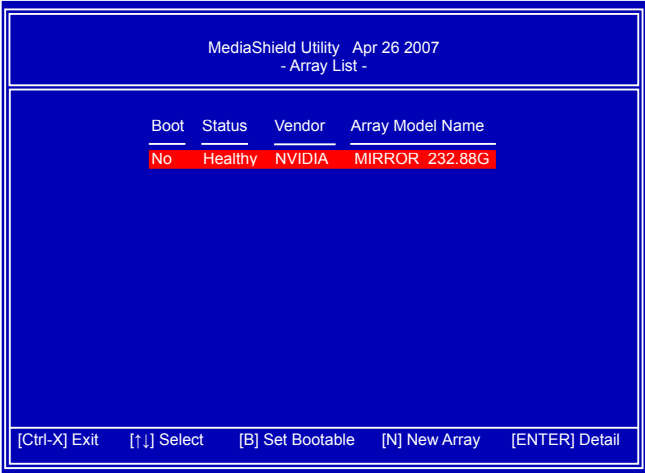 MediaShield Utility Apr 26 2007
- Array List -
Boot Status Vendor Array Model Name
No Healthy NVIDIA MIRROR 232.88G
[Ctrl-X] Exit [↑↓] Select [B] Set Bootable [N] New Array [ENTER] Detail